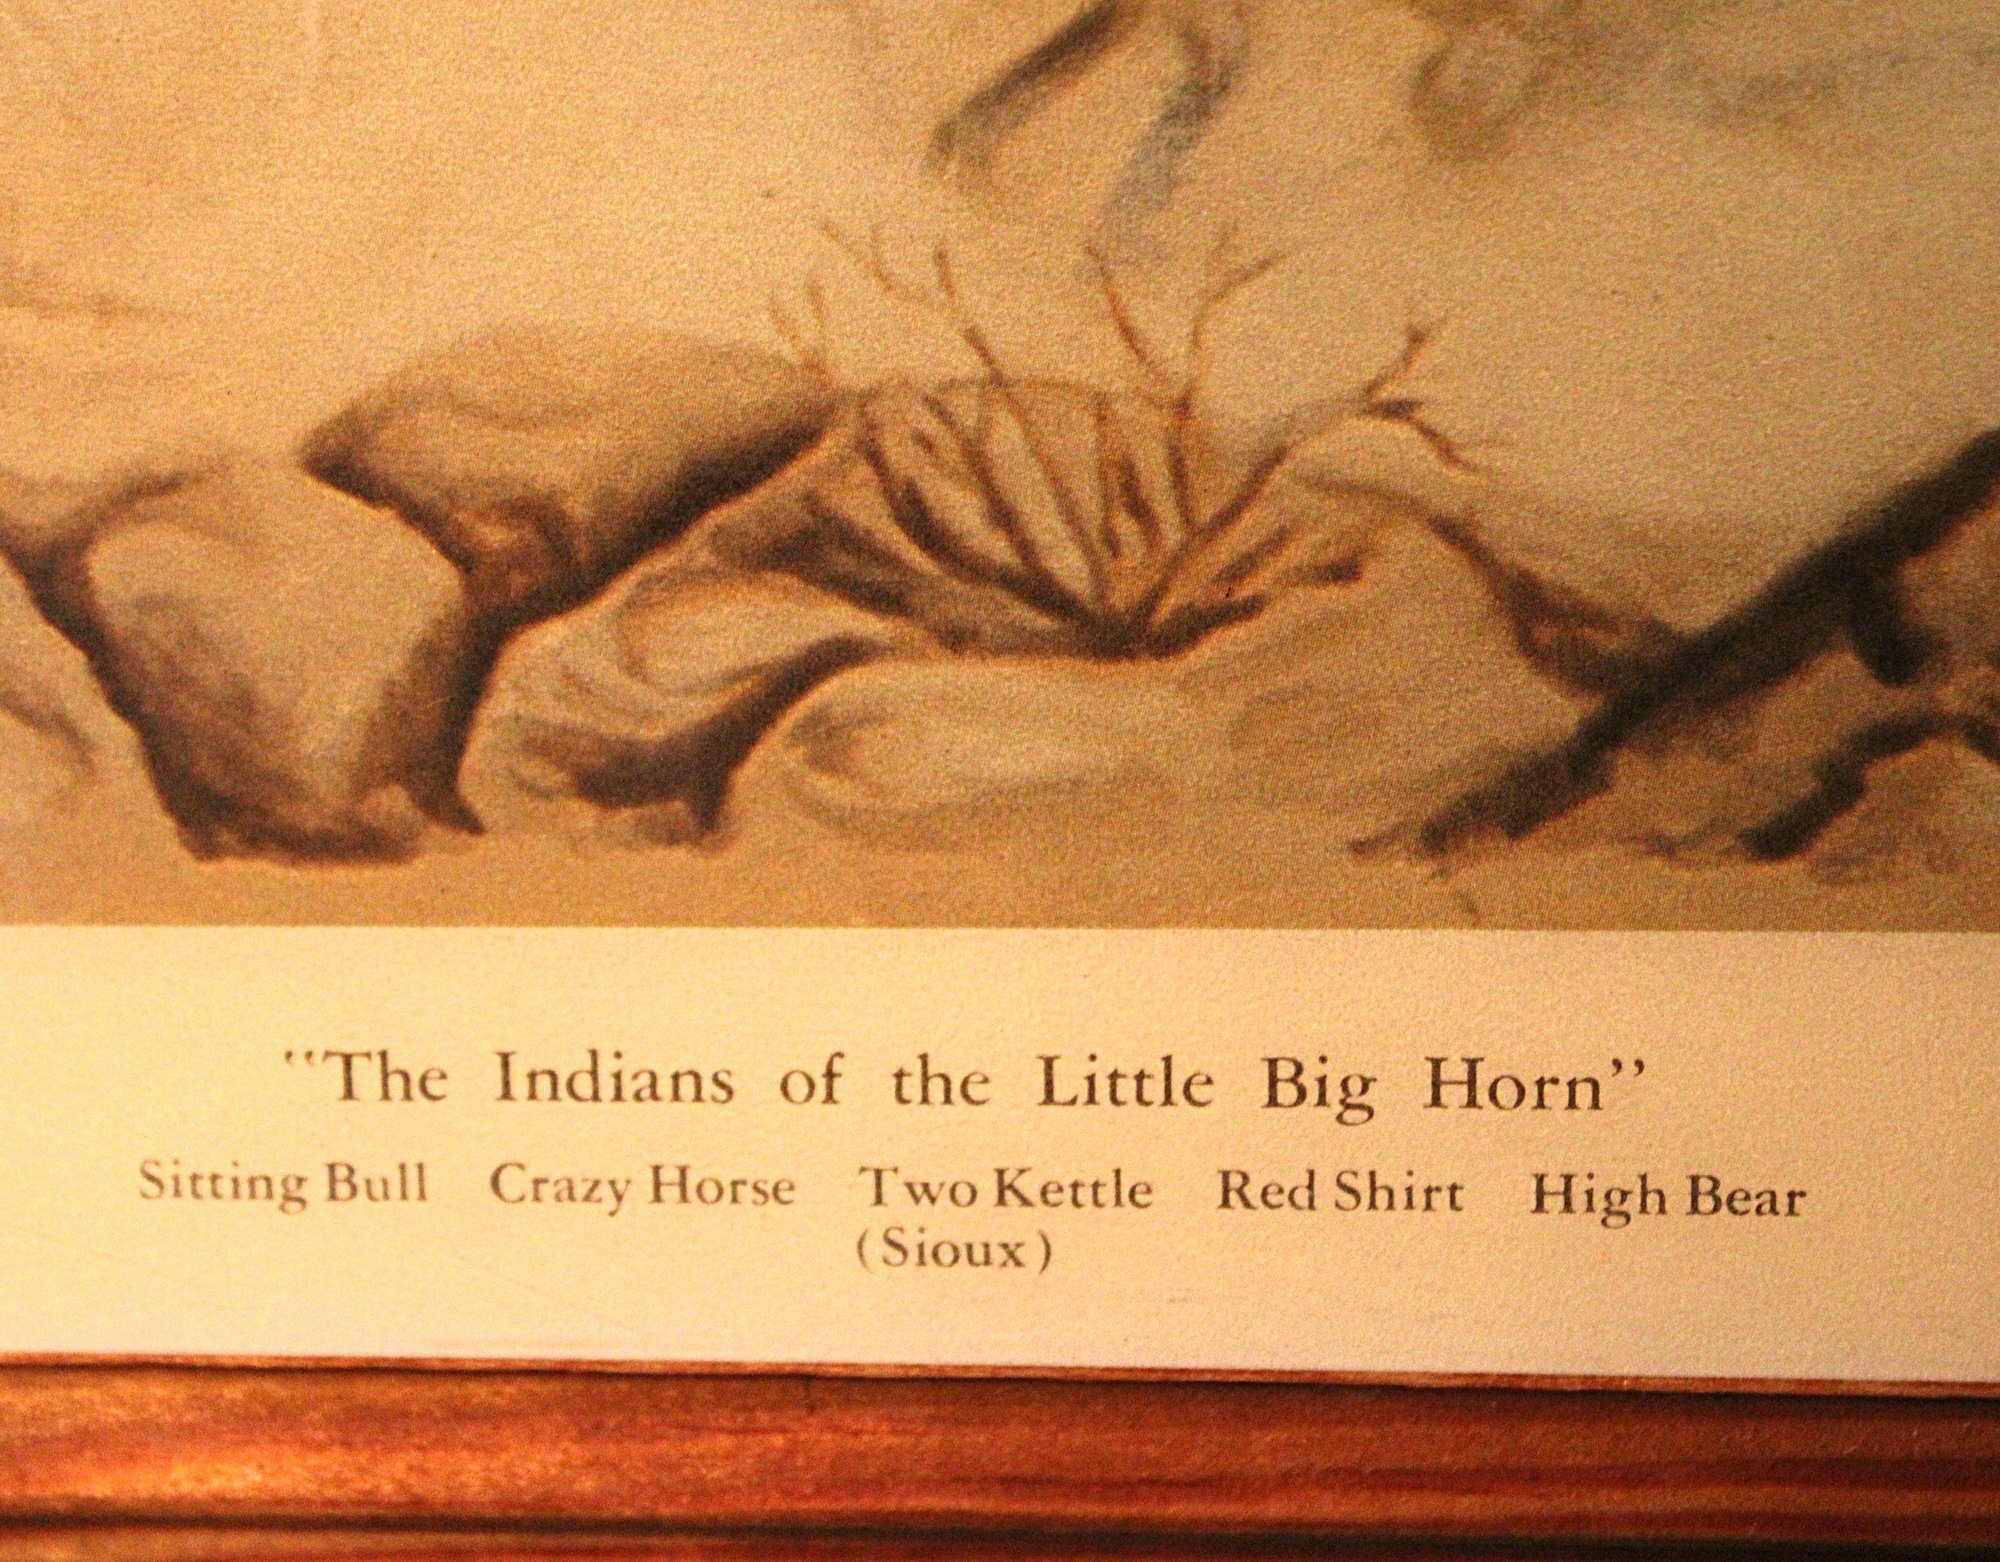 "The Indians of the Little Big Horn"
Sitting Bull Crazy Horse Two Kettle Red Shirt High Bear
(Sioux)